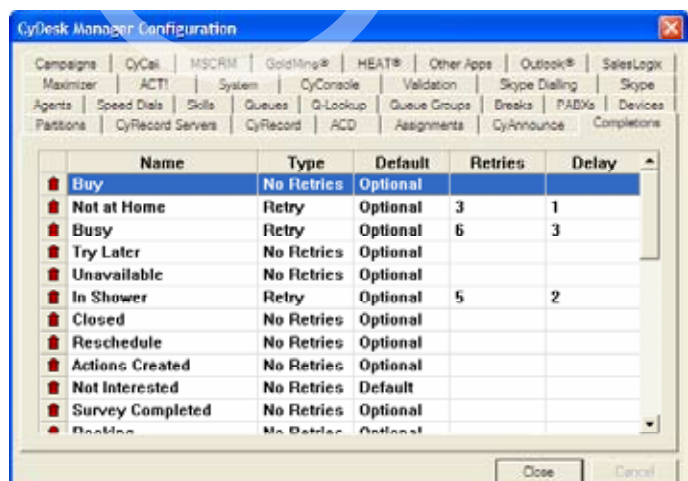 CyDesk Manager Configuration
Campaigns CyCall MSCRM GoldMine® HEAT® Other Apps Outlook® SalesLogix
Maximizer ACT! System CyConsole Validation Skype Dialling Skype
Agents Speed Dials Skills Queues Q-Lookup Queue Groups Breaks PABXs Devices
Partitions CyRecord Servers CyRecord ACD Assignments CyAnnounce Completions
Name Type Default Retries Delay
Buy No Retries Optional
Not at Home Retry Optional 3 1
Busy Retry Optional 6 3
Try Later No Retries Optional
Unavailable No Retries Optional
In Shower Retry Optional 5 2
Closed No Retries Optional
Reschedule No Retries Optional
Actions Created No Retries Optional
Not Interested No Retries Default
Survey Completed No Retries Optional
Booking No Retries Optional
Close Cancel